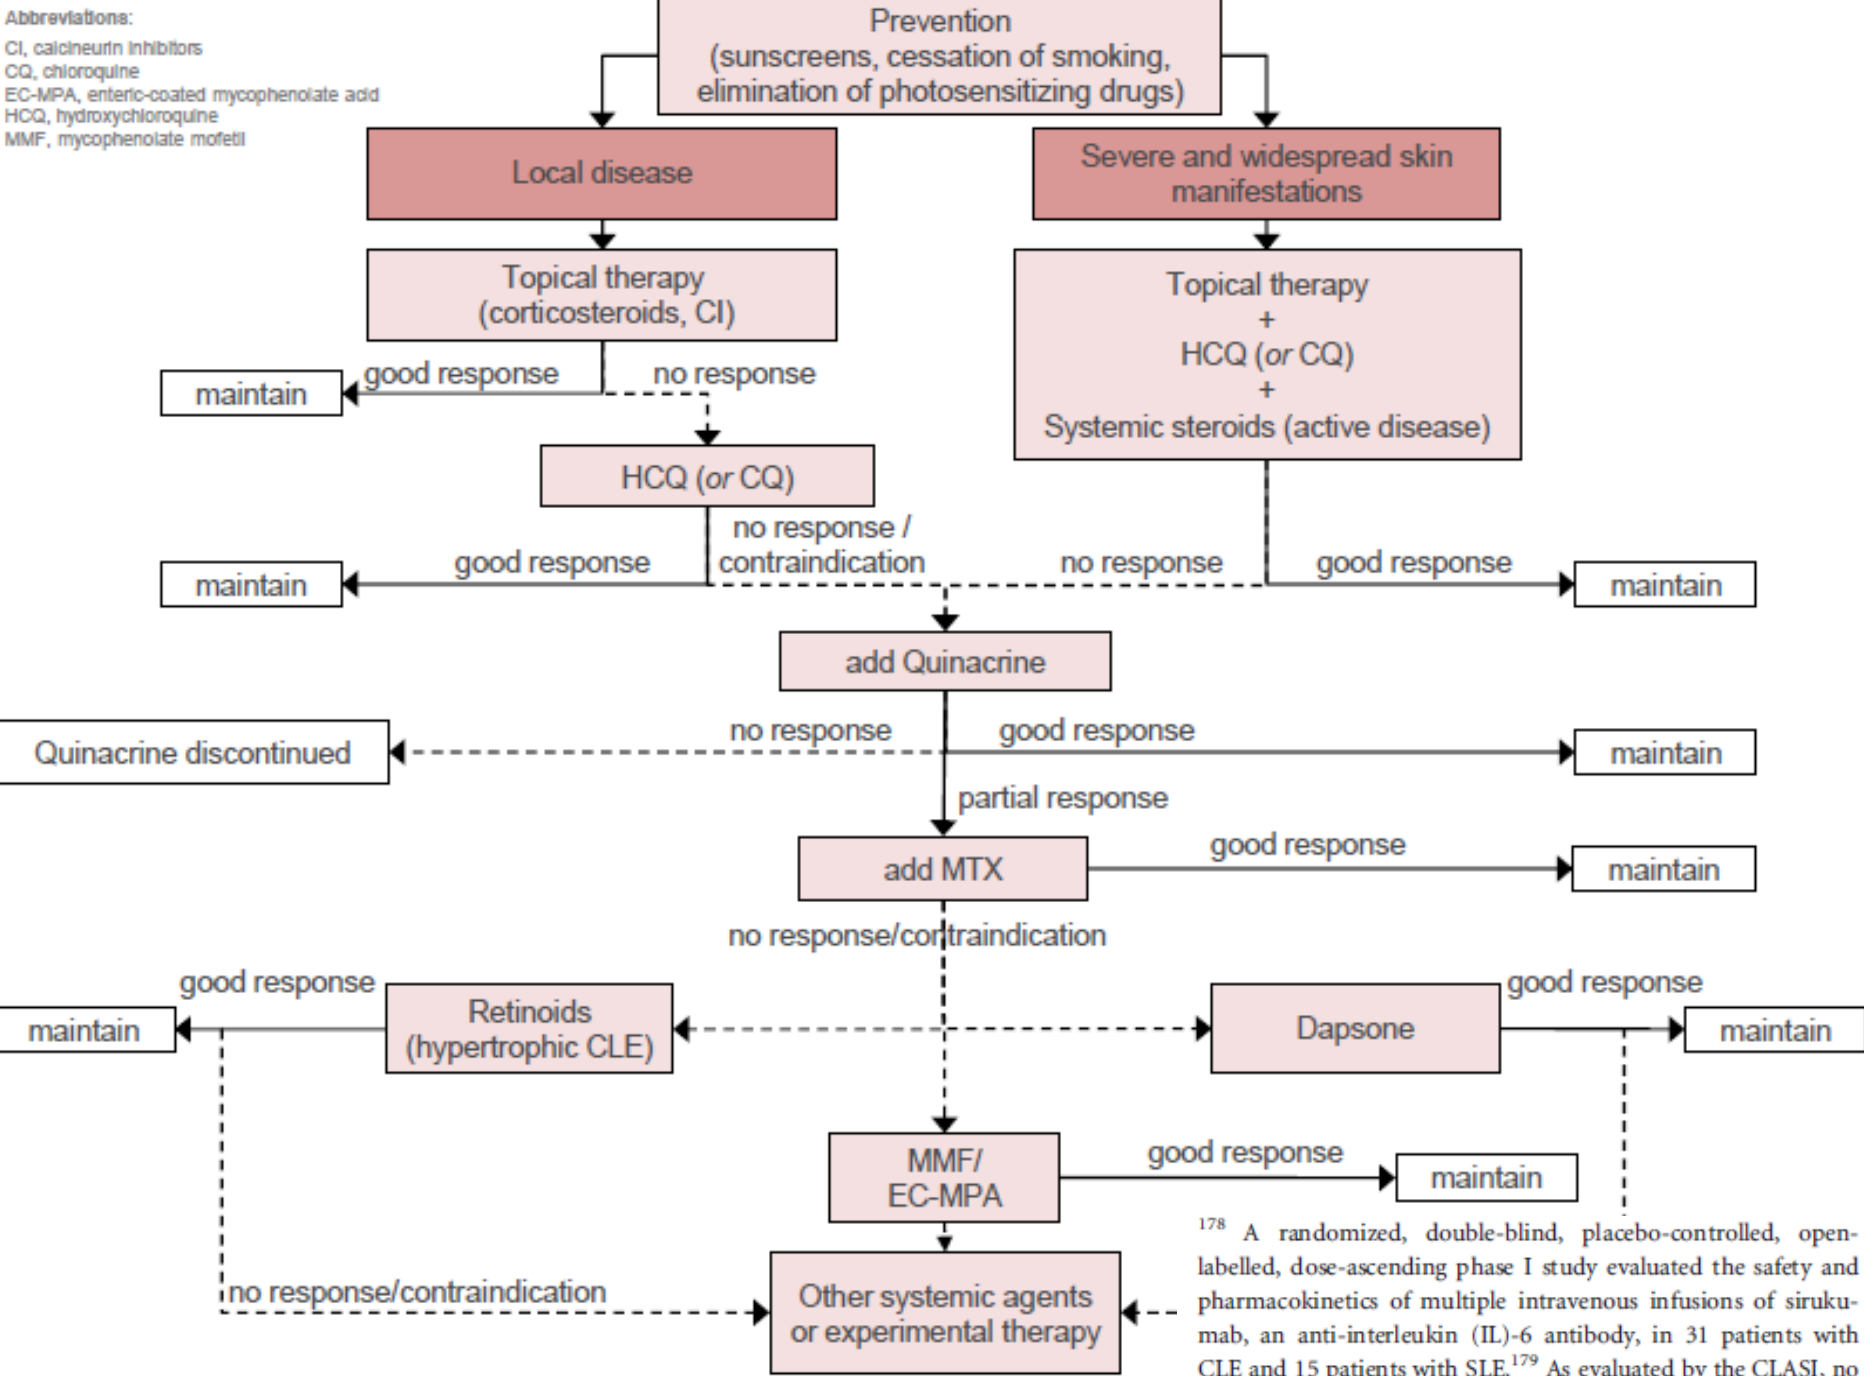 Abbreviations:
CI, calcineurin inhibitors
CQ, chloroquine
EC-MPA, enteric-coated mycophenolate acid
HCQ, hydroxychloroquine
MMF, mycophenolate mofetil
Prevention
(sunscreens, cessation of smoking,
elimination of photosensitizing drugs)
Local disease
Severe and widespread skin
manifestations
Topical therapy
(corticosteroids, CI)
Topical therapy
+
HCQ (or CQ)
+
Systemic steroids (active disease)
good response
no response
maintain
HCQ (or CQ)
no response /
contraindication
good response
no response
good response
maintain
maintain
add Quinacrine
no response
good response
Quinacrine discontinued
maintain
partial response
add MTX
good response
maintain
no response/contraindication
good response
Retinoids
(hypertrophic CLE)
maintain
Dapsone
good response
maintain
MMF/
EC-MPA
good response
maintain
no response/contraindication
Other systemic agents
or experimental therapy
178 A randomized, double-blind, placebo-controlled, open-
labelled, dose-ascending phase I study evaluated the safety and
pharmacokinetics of multiple intravenous infusions of siruku-
mab, an anti-interleukin (IL)-6 antibody, in 31 patients with
CLE and 15 patients with SLE.179 As evaluated by the CLASI, no